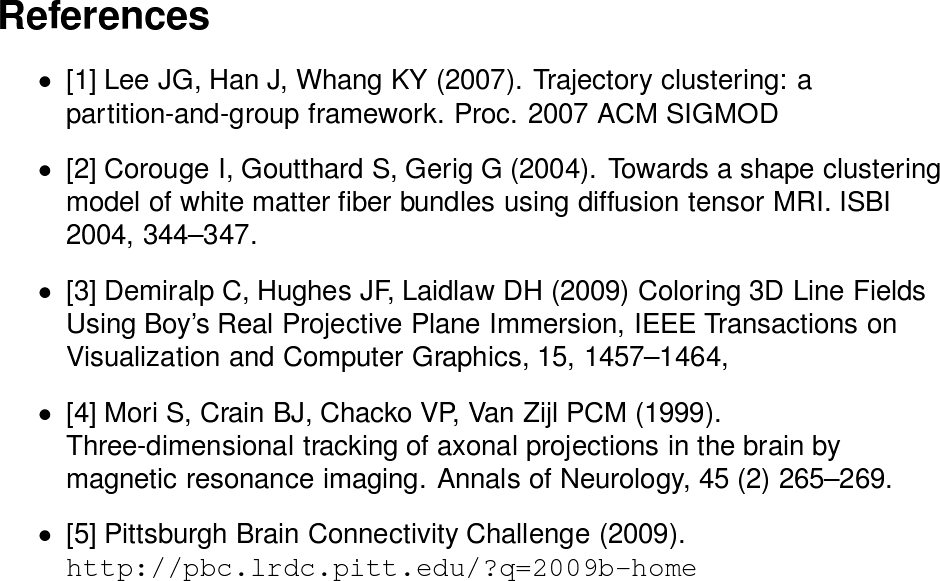 References
• [1] Lee JG, Han J, Whang KY (2007). Trajectory clustering: a
partition-and-group framework. Proc. 2007 ACM SIGMOD
• [2] Corouge I, Goutthard S, Gerig G (2004). Towards a shape clustering
model of white matter fiber bundles using diffusion tensor MRI. ISBI
2004, 344–347.
• [3] Demiralp C, Hughes JF, Laidlaw DH (2009) Coloring 3D Line Fields
Using Boy’s Real Projective Plane Immersion, IEEE Transactions on
Visualization and Computer Graphics, 15, 1457–1464,
• [4] Mori S, Crain BJ, Chacko VP, Van Zijl PCM (1999).
Three-dimensional tracking of axonal projections in the brain by
magnetic resonance imaging. Annals of Neurology, 45 (2) 265–269.
• [5] Pittsburgh Brain Connectivity Challenge (2009).
http://pbc.lrdc.pitt.edu/?q=2009b-home